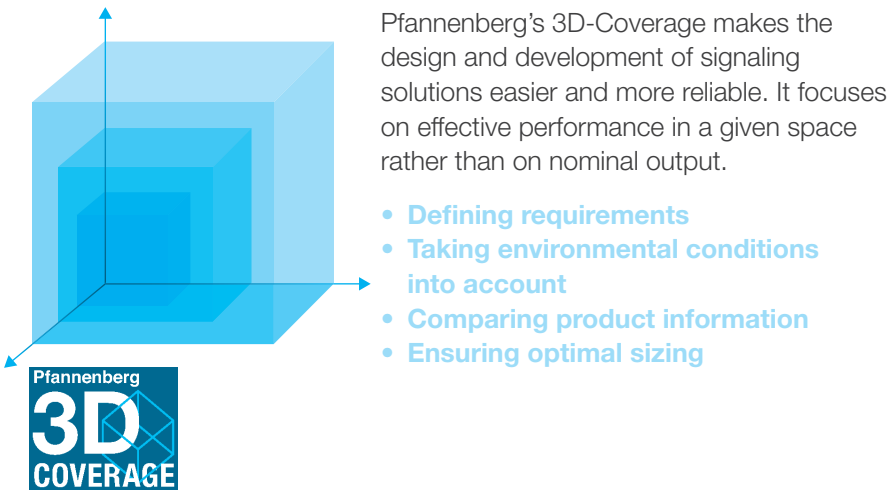 Pfannenberg’s 3D-Coverage makes the
design and development of signaling
solutions easier and more reliable. It focuses
on effective performance in a given space
rather than on nominal output.
• Defining requirements
• Taking environmental conditions
into account
• Comparing product information
• Ensuring optimal sizing
Pfannenberg
3D
COVERAGE